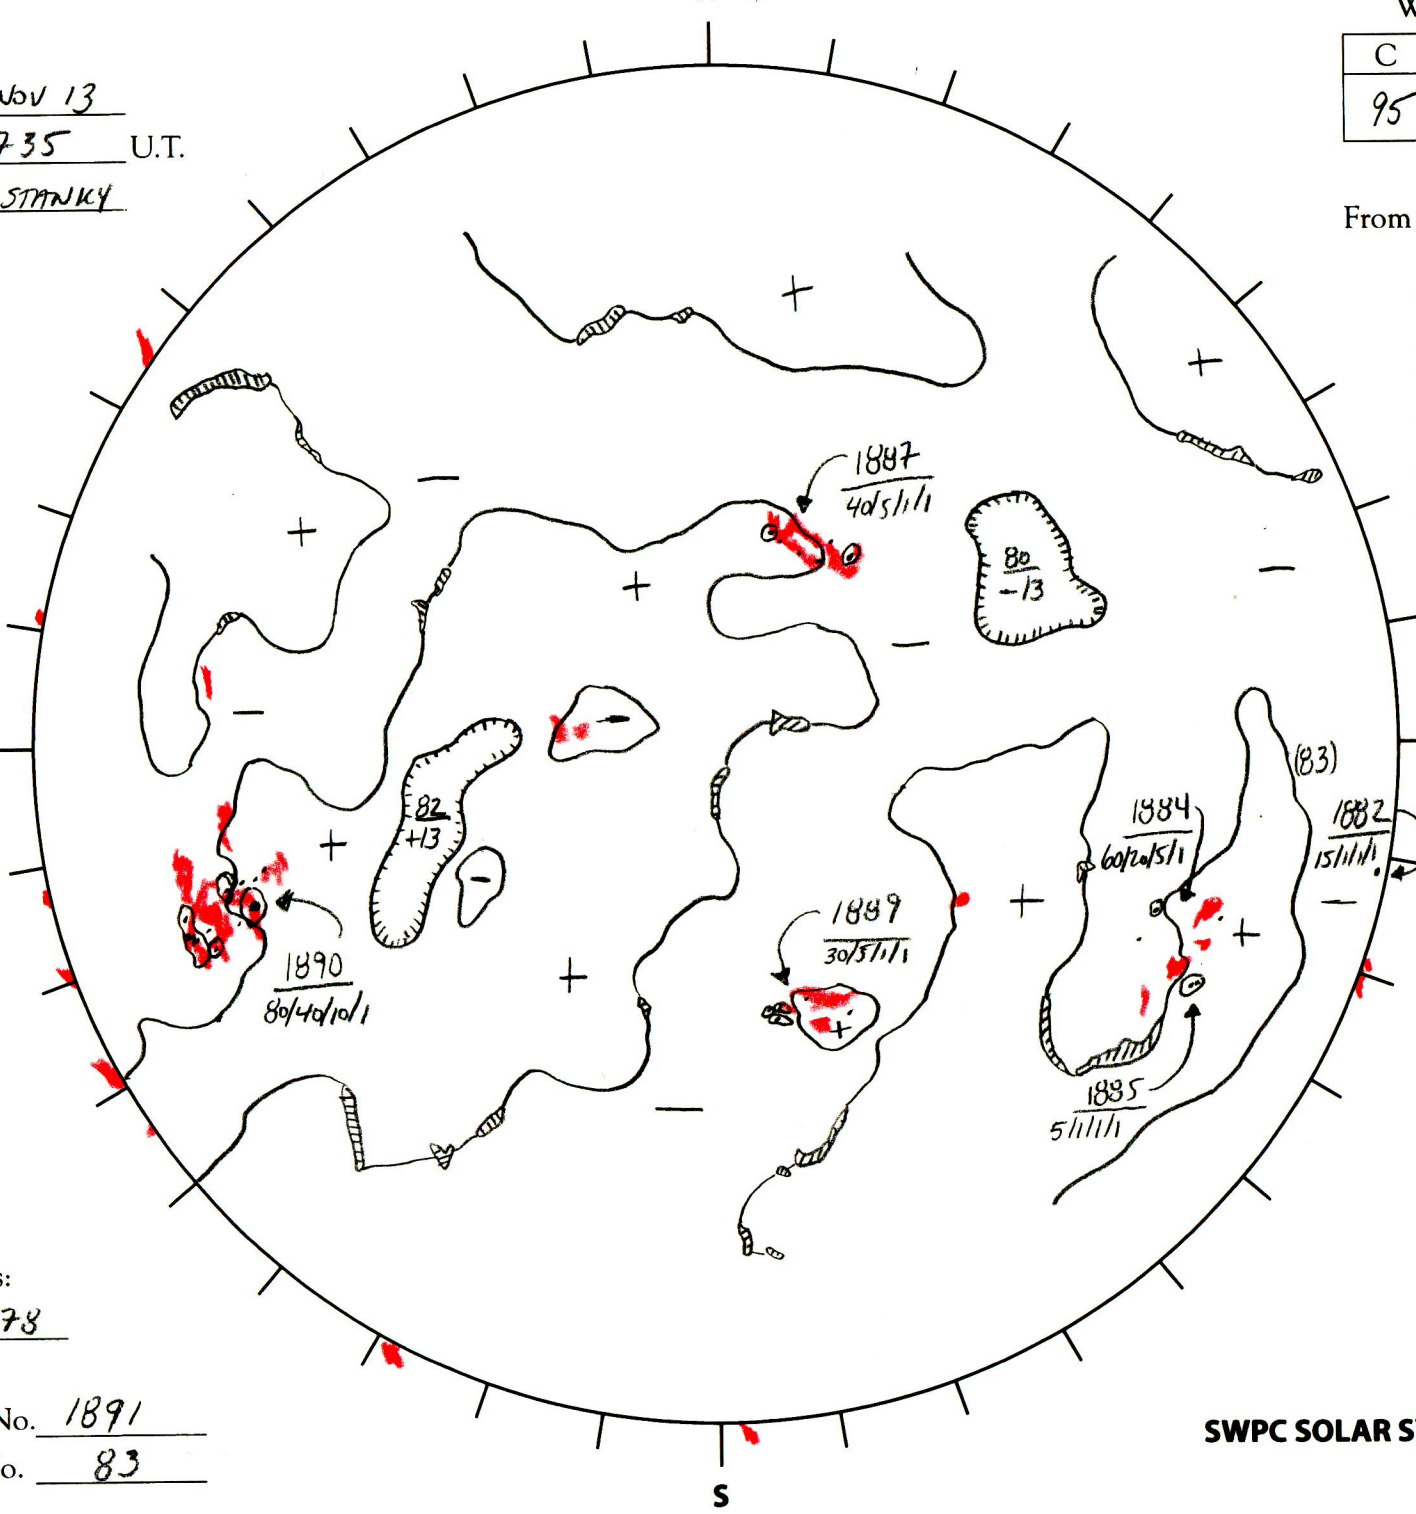 NOV 13
735 U.T.
STANKY
C
95
From
+
+
1887
40/5/1/1
+
80
-13
+
(83)
1884
60/20/5/1
1882
15/1/1/1
82
+13
+
1889
30/5/1/1
+
+
1890
80/40/10/1
+
+
1885
5/1/1/1
s:
78
No. 1891
o. 83
SWPC SOLAR S
S